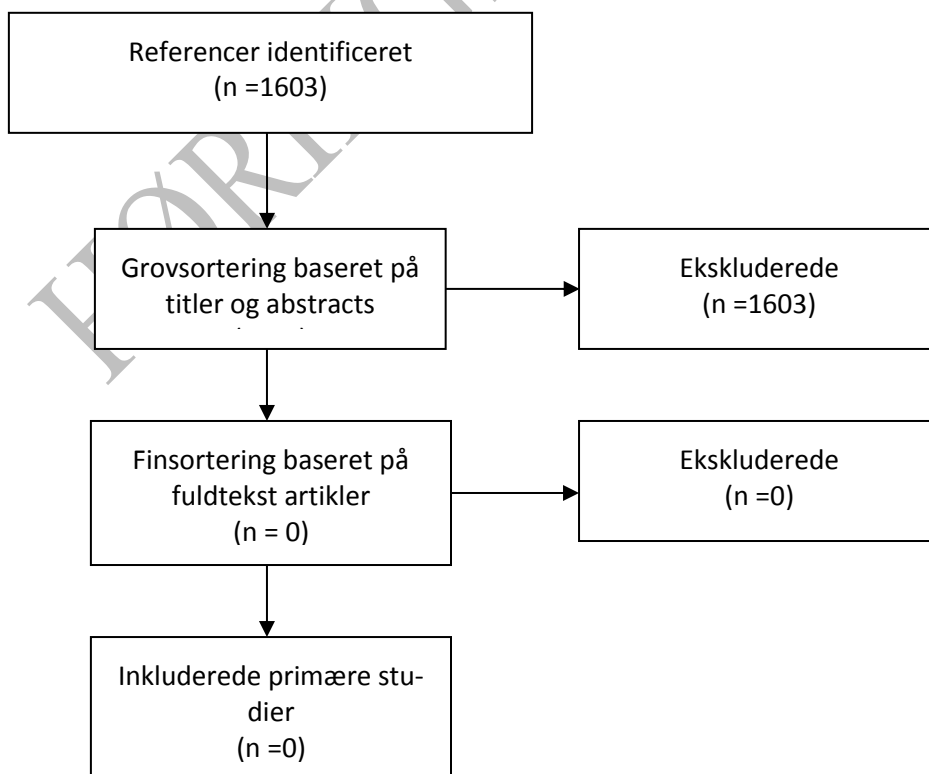 Referencer identificeret
(n =1603)
Grovsortering baseret på
titler og abstracts
Ekskluderede
(n =1603)
Finsortering baseret på
fuldtekst artikler
(n = 0)
Ekskluderede
(n =0)
Inkluderede primære stu-
dier
(n =0)